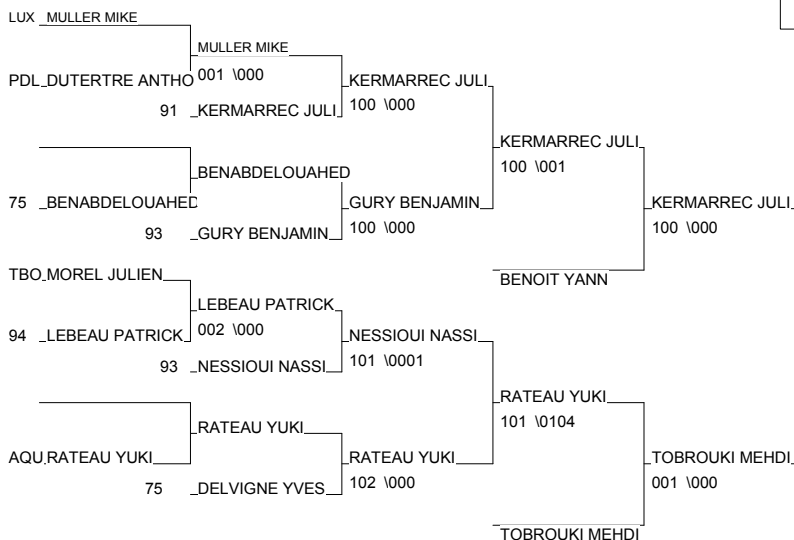 LUX MULLER MIKE
MULLER MIKE
001 \000
PDL DUTERTRE ANTHO
KERMARREC JULI
91 KERMARREC JULI
100 \000
KERMARREC JULI
100 \001
BENABDELOUAHED
75 BENABDELOUAHED
GURY BENJAMIN
93 GURY BENJAMIN
100 \000
KERMARREC JULI
100 \000
TBO MOREL JULIEN
BENOIT YANN
LEBEAU PATRICK
002 \000
94 LEBEAU PATRICK
NESSIOUI NASSI
93 NESSIOUI NASSI
101 \0001
RATEAU YUKI
101 \0104
RATEAU YUKI
AQU RATEAU YUKI
RATEAU YUKI
75 DELVIGNE YVES
102 \000
TOBROUKI MEHDI
001 \000
TOBROUKI MEHDI